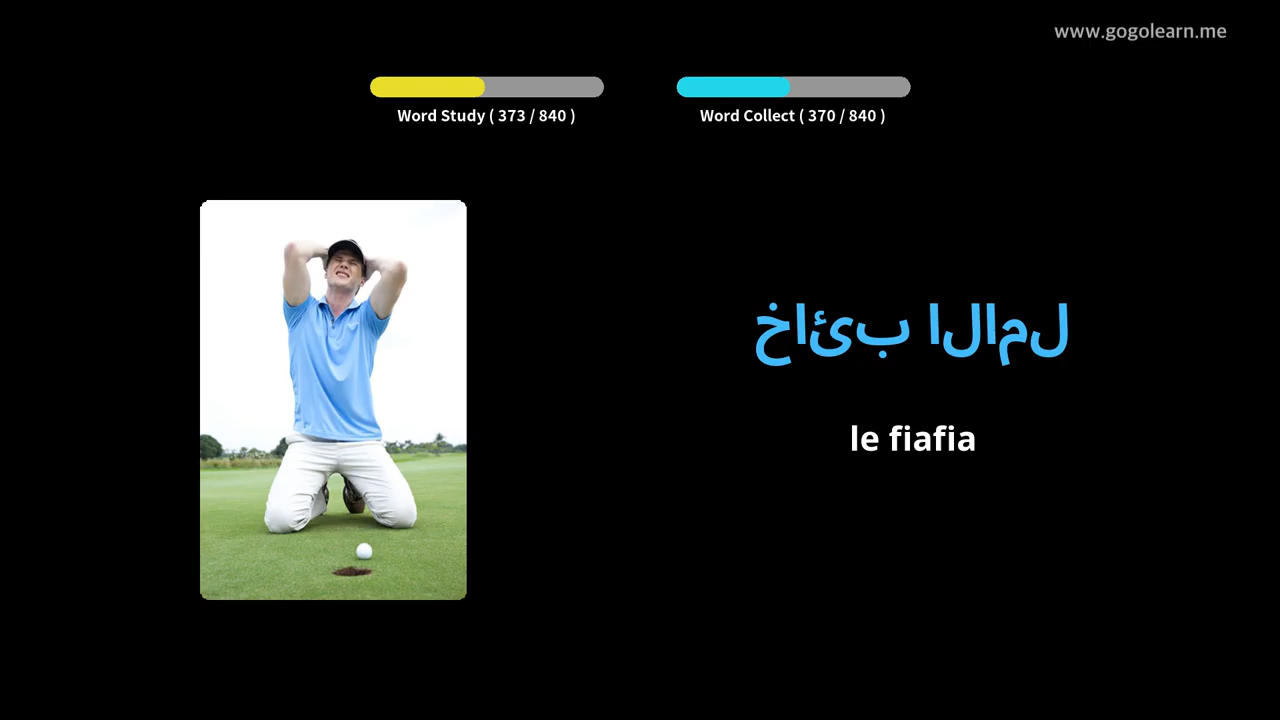 www.gogolearn.me
Word Study ( 373 / 840 )
Word Collect ( 370 / 840 )
خائب الامل
le fiafia